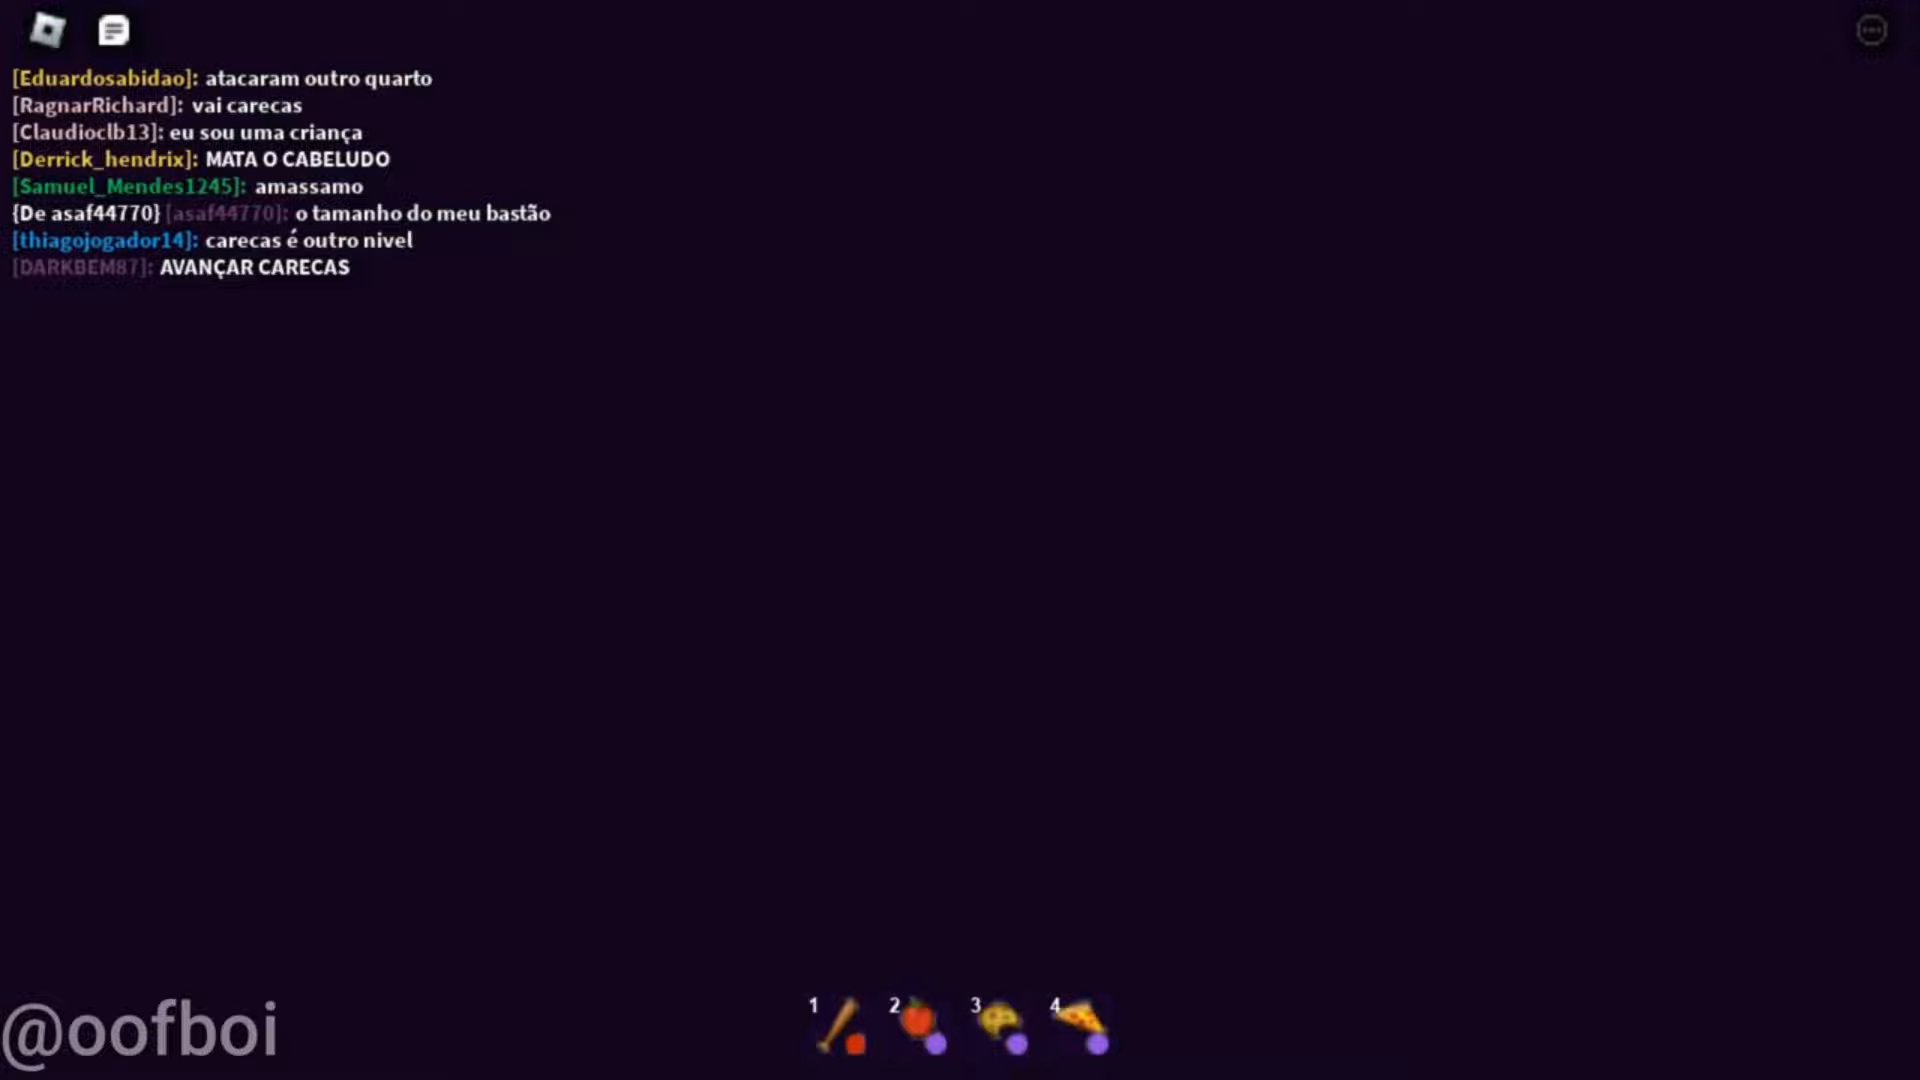 [Eduardosabidao]: atacaram outro quarto
[RagnarRichard]: vai carecas
[Claudioclb13]: eu sou uma criança
[Derrick_hendrix]: MATA O CABELUDO
[Samuel_Mendes1245]: amassamo
{De asaf44770} [asaf44770]: o tamanho do meu bastão
[thiagojogador14]: carecas é outro nivel
[DARKBEM87]: AVANÇAR CARECAS
1 2 3 4
@oofboi